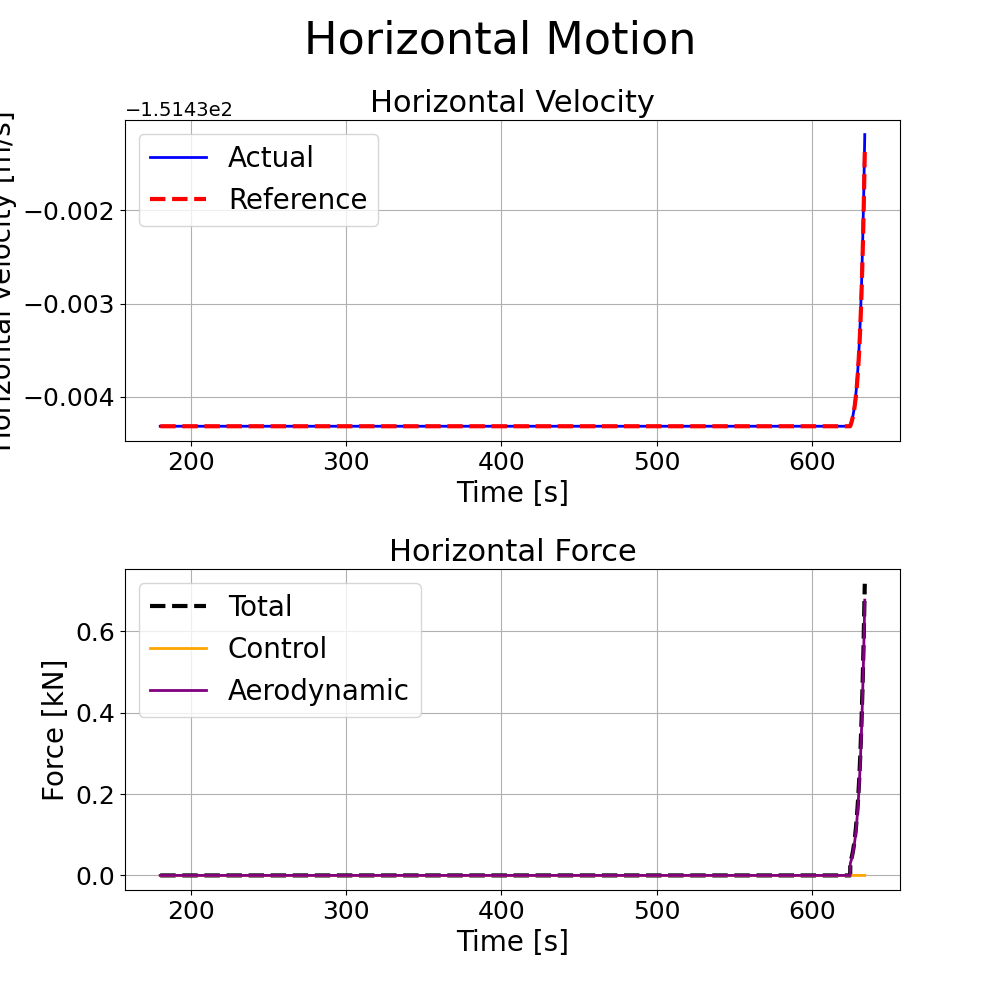 Horizontal Motion
Horizontal Velocity
−1.5143e2
Horizontal Velocity [m/s]
Actual
Reference
−0.002
−0.003
−0.004
200 300 400 500 600
Time [s]
Horizontal Force
Total
Control
Aerodynamic
Force [kN]
0.6
0.4
0.2
0.0
200 300 400 500 600
Time [s]